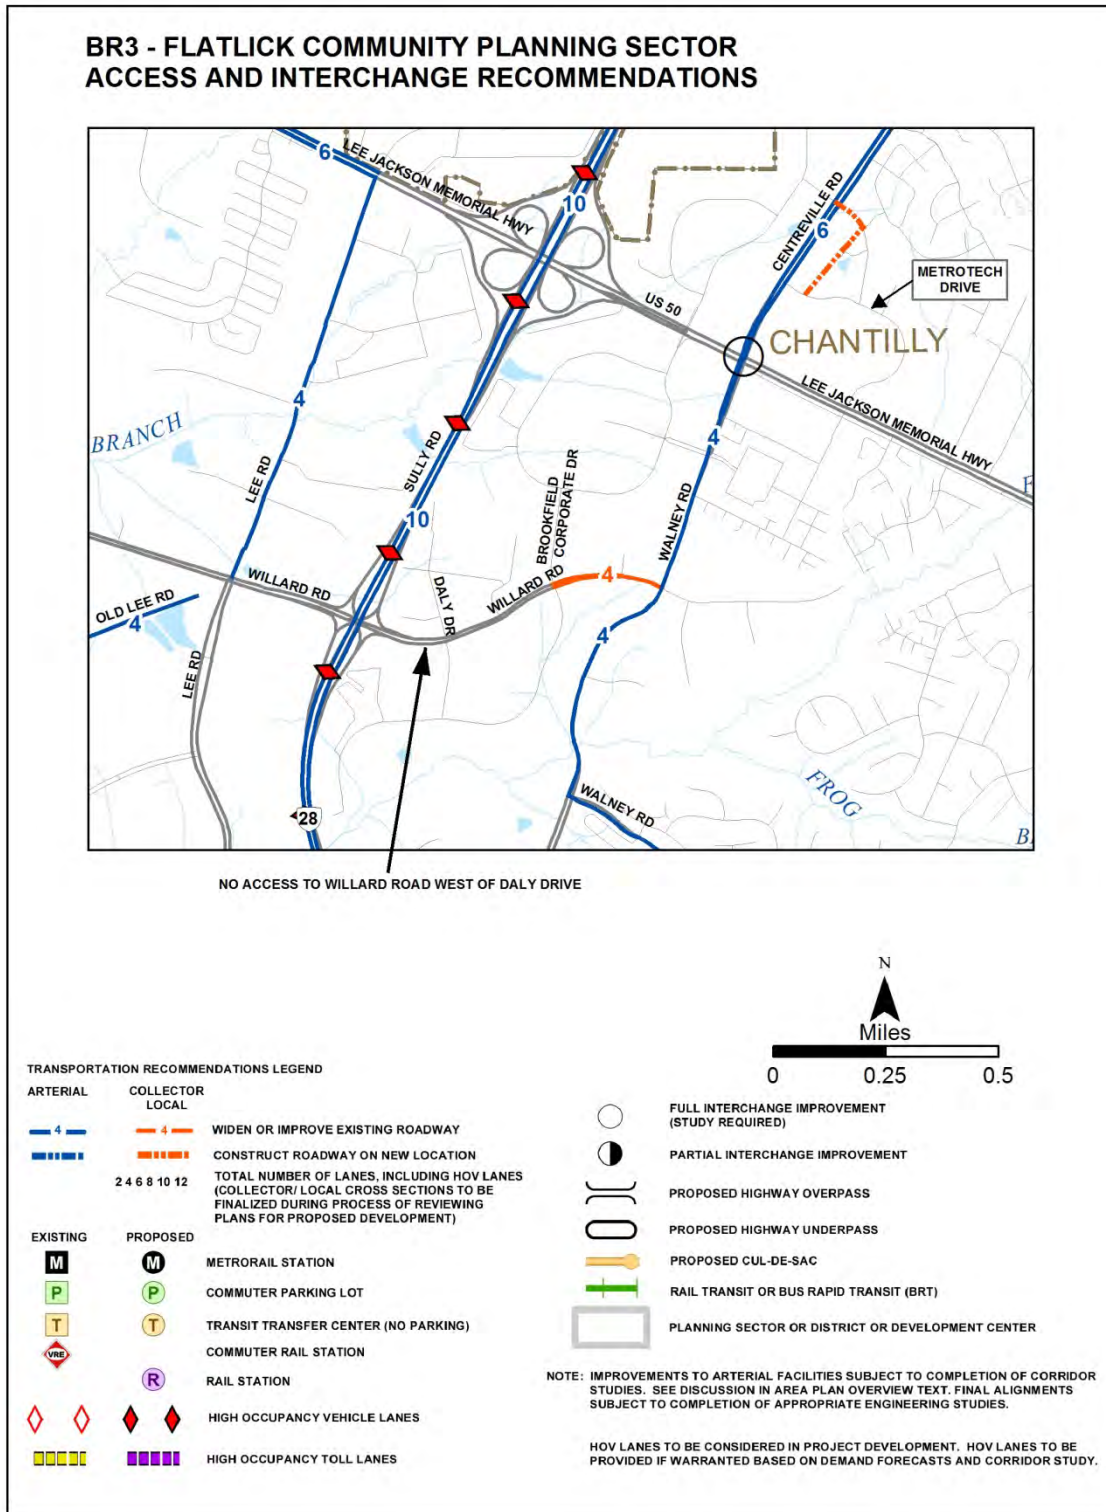 BR3 - FLATLICK COMMUNITY PLANNING SECTOR
ACCESS AND INTERCHANGE RECOMMENDATIONS
6
LEE JACKSON MEMORIAL HWY
10
CENTREVILLE RD
6
METROTECH
DRIVE
US 50
CHANTILLY
LEE JACKSON MEMORIAL HWY
4
BRANCH
LEE RD
SULLY RD
10
4
BROOKFIELD
CORPORATE DR
WALNEY RD
F
WILLARD RD
DALY DR
WILLARD RD
4
OLD LEE RD
4
4
LEE RD
FROG
WALNEY RD
28
B
NO ACCESS TO WILLARD ROAD WEST OF DALY DRIVE
N
Miles
0 0.25 0.5
TRANSPORTATION RECOMMENDATIONS LEGEND
ARTERIAL COLLECTOR
LOCAL
4 4 WIDEN OR IMPROVE EXISTING ROADWAY
CONSTRUCT ROADWAY ON NEW LOCATION
2 4 6 8 10 12 TOTAL NUMBER OF LANES, INCLUDING HOV LANES
(COLLECTOR/ LOCAL CROSS SECTIONS TO BE
FINALIZED DURING PROCESS OF REVIEWING
PLANS FOR PROPOSED DEVELOPMENT)
EXISTING PROPOSED
M M METRORAIL STATION
P P COMMUTER PARKING LOT
T T TRANSIT TRANSFER CENTER (NO PARKING)
VRE COMMUTER RAIL STATION
R RAIL STATION
HIGH OCCUPANCY VEHICLE LANES
HIGH OCCUPANCY TOLL LANES
FULL INTERCHANGE IMPROVEMENT
(STUDY REQUIRED)
PARTIAL INTERCHANGE IMPROVEMENT
PROPOSED HIGHWAY OVERPASS
PROPOSED HIGHWAY UNDERPASS
PROPOSED CUL-DE-SAC
RAIL TRANSIT OR BUS RAPID TRANSIT (BRT)
PLANNING SECTOR OR DISTRICT OR DEVELOPMENT CENTER
NOTE: IMPROVEMENTS TO ARTERIAL FACILITIES SUBJECT TO COMPLETION OF CORRIDOR
STUDIES. SEE DISCUSSION IN AREA PLAN OVERVIEW TEXT. FINAL ALIGNMENTS
SUBJECT TO COMPLETION OF APPROPRIATE ENGINEERING STUDIES.
HOV LANES TO BE CONSIDERED IN PROJECT DEVELOPMENT. HOV LANES TO BE
PROVIDED IF WARRANTED BASED ON DEMAND FORECASTS AND CORRIDOR STUDY.